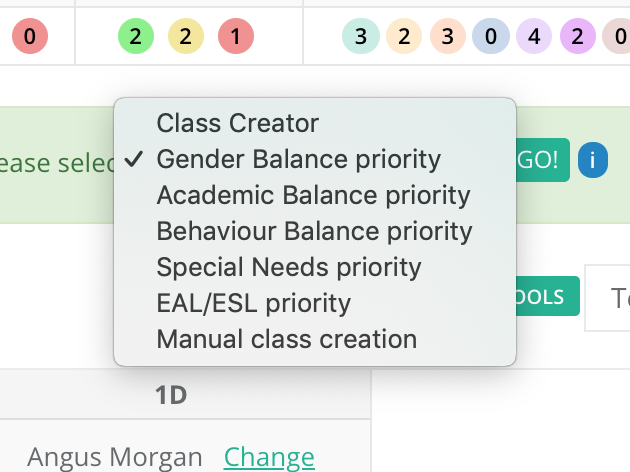 0 2 2 1 3 2 3 0 4 2 0
Class Creator
ease selec ✓ Gender Balance priority GO! i
Academic Balance priority
Behaviour Balance priority
Special Needs priority
OOLS
EAL/ESL priority
Manual class creation
1D
Angus Morgan Change